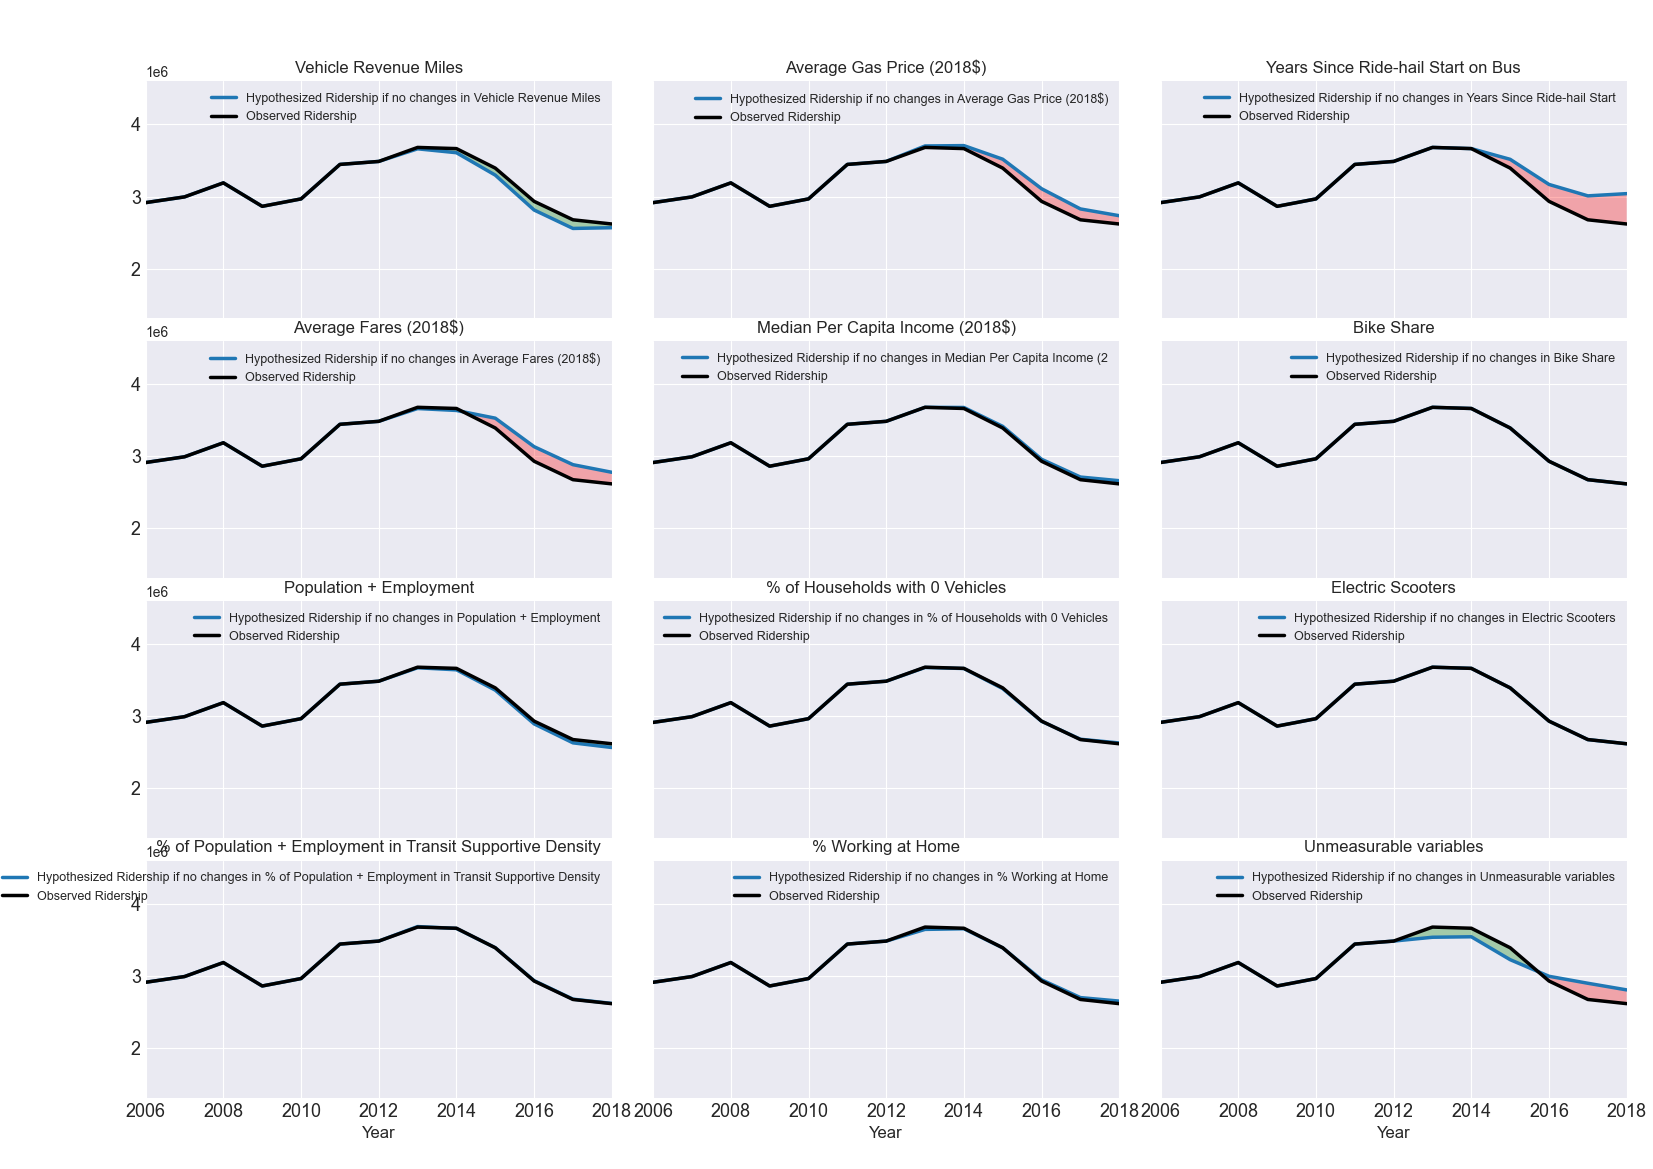 Vehicle Revenue Miles
Average Gas Price (2018$)
Years Since Ride-hail Start on Bus
1e6
Hypothesized Ridership if no changes in Vehicle Revenue Miles
Observed Ridership
Hypothesized Ridership if no changes in Average Gas Price (2018$)
Observed Ridership
Hypothesized Ridership if no changes in Years Since Ride-hail Start
Observed Ridership
4
3
2
Average Fares (2018$)
Median Per Capita Income (2018$)
Bike Share
1e6
Hypothesized Ridership if no changes in Average Fares (2018$)
Observed Ridership
Hypothesized Ridership if no changes in Median Per Capita Income (2
Observed Ridership
Hypothesized Ridership if no changes in Bike Share
Observed Ridership
4
3
2
Population + Employment
% of Households with 0 Vehicles
Electric Scooters
1e6
Hypothesized Ridership if no changes in Population + Employment
Observed Ridership
Hypothesized Ridership if no changes in % of Households with 0 Vehicles
Observed Ridership
Hypothesized Ridership if no changes in Electric Scooters
Observed Ridership
4
3
2
% of Population + Employment in Transit Supportive Density
% Working at Home
Unmeasurable variables
1e6
Hypothesized Ridership if no changes in % of Population + Employment in Transit Supportive Density
Observed Ridership
Hypothesized Ridership if no changes in % Working at Home
Observed Ridership
Hypothesized Ridership if no changes in Unmeasurable variables
Observed Ridership
4
3
2
2006 2008 2010 2012 2014 2016 2018
2006 2008 2010 2012 2014 2016 2018
2006 2008 2010 2012 2014 2016 2018
Year
Year
Year